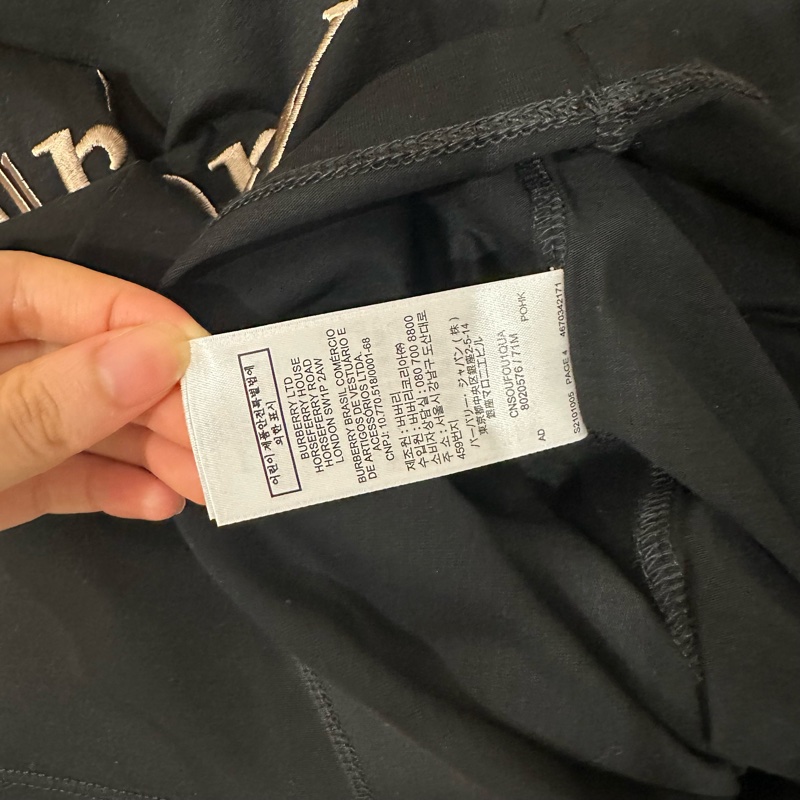 어린이제품안전특별법에
의한 표시
BURBERRY LTD
BURBERRY HOUSE
HORSEFERRY ROAD
LONDON SW1P 2AW
BURBERRY BRASIL COMÉRCIO
DE ARTIGOS DE VESTUÁRIO E
ACESSÓRIOS LTDA.
CNPJ: 10.770.518/0001-68
제조원 : 버버리
수입원 : 버버리코리아㈜
소비자상담실 : 080 700 8800
주 소 : 서울시 강남구 도산대로
459번지
バーバリー・ジャパン (株)
東京都中央区銀座2-5-14
銀座マロニエビル
CNSOUFOUIQUA
8020576 / 71M
AD
POHK
S2101005 PAGE 4 4670342171